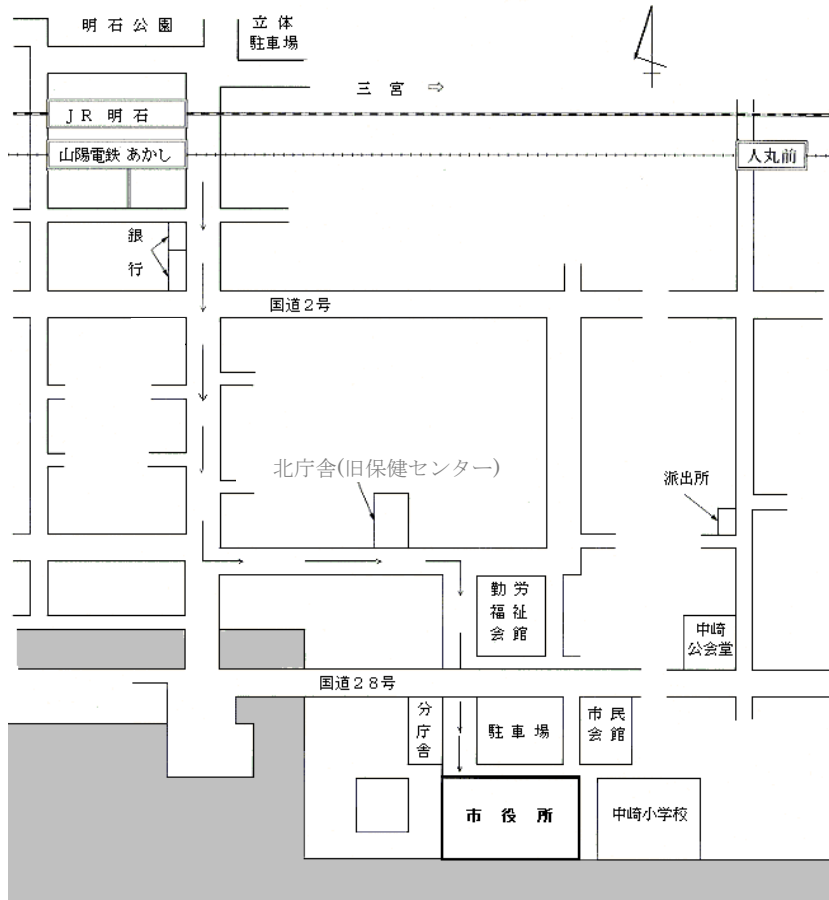 明石公園
立体
駐車場
三宮 ⇨
JR 明石
山陽電鉄 あかし
人丸前
銀
行
国道2号
北庁舎(旧保健センター)
派出所
勤労
福祉
会館
中崎
公会堂
国道28号
分
庁
舎
駐車場
市民
会館
市役所
中崎小学校